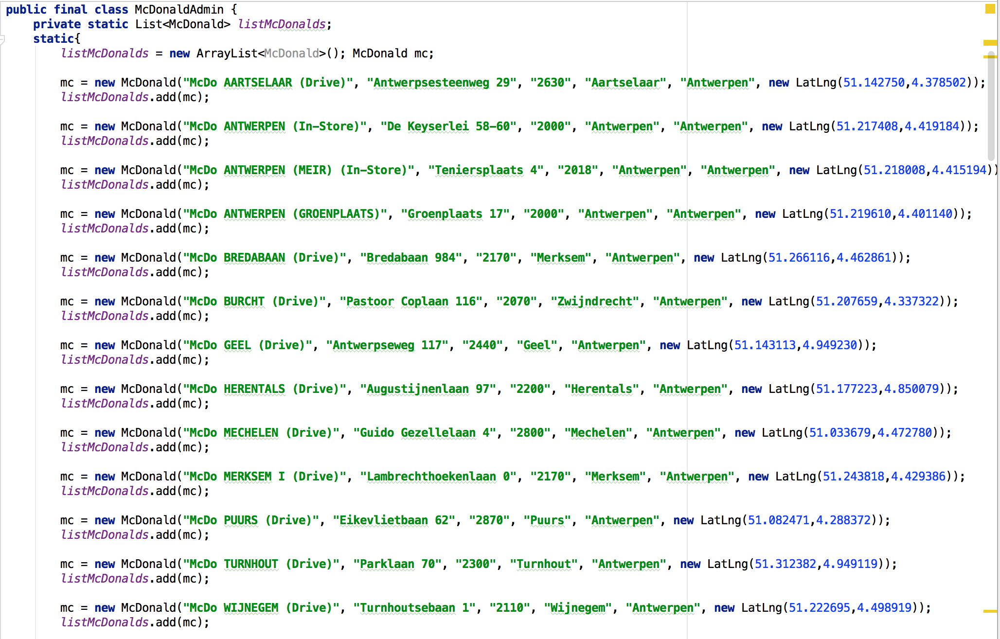 public final class McDonaldAdmin {
    private static List<McDonald> listMcDonalds;
    static{
        listMcDonalds = new ArrayList<McDonald>(); McDonald mc;

        mc = new McDonald("McDo AARTSELAAR (Drive)", "Antwerpsesteenweg 29", "2630", "Aartselaar", "Antwerpen", new LatLng(51.142750,4.378502));
        listMcDonalds.add(mc);

        mc = new McDonald("McDo ANTWERPEN (In-Store)", "De Keyserlei 58-60", "2000", "Antwerpen", "Antwerpen", new LatLng(51.217408,4.419184));
        listMcDonalds.add(mc);

        mc = new McDonald("McDo ANTWERPEN (MEIR) (In-Store)", "Teniersplaats 4", "2018", "Antwerpen", "Antwerpen", new LatLng(51.218008,4.415194))
        listMcDonalds.add(mc);

        mc = new McDonald("McDo ANTWERPEN (GROENPLAATS)", "Groenplaats 17", "2000", "Antwerpen", "Antwerpen", new LatLng(51.219610,4.401140));
        listMcDonalds.add(mc);

        mc = new McDonald("McDo BREDABAAN (Drive)", "Bredabaan 984", "2170", "Merksem", "Antwerpen", new LatLng(51.266116,4.462861));
        listMcDonalds.add(mc);

        mc = new McDonald("McDo BURCHT (Drive)", "Pastoor Coplaan 116", "2070", "Zwijndrecht", "Antwerpen", new LatLng(51.207659,4.337322));
        listMcDonalds.add(mc);

        mc = new McDonald("McDo GEEL (Drive)", "Antwerpseweg 117", "2440", "Geel", "Antwerpen", new LatLng(51.143113,4.949230));
        listMcDonalds.add(mc);

        mc = new McDonald("McDo HERENTALS (Drive)", "Augustijnenlaan 97", "2200", "Herentals", "Antwerpen", new LatLng(51.177223,4.850079));
        listMcDonalds.add(mc);

        mc = new McDonald("McDo MECHELEN (Drive)", "Guido Gezellelaan 4", "2800", "Mechelen", "Antwerpen", new LatLng(51.033679,4.472780));
        listMcDonalds.add(mc);

        mc = new McDonald("McDo MERKSEM I (Drive)", "Lambrechthoekenlaan 0", "2170", "Merksem", "Antwerpen", new LatLng(51.243818,4.429386));
        listMcDonalds.add(mc);

        mc = new McDonald("McDo PUURS (Drive)", "Eikevlietbaan 62", "2870", "Puurs", "Antwerpen", new LatLng(51.082471,4.288372));
        listMcDonalds.add(mc);

        mc = new McDonald("McDo TURNHOUT (Drive)", "Parklaan 70", "2300", "Turnhout", "Antwerpen", new LatLng(51.312382,4.949119));
        listMcDonalds.add(mc);

        mc = new McDonald("McDo WIJNEGEM (Drive)", "Turnhoutsebaan 1", "2110", "Wijnegem", "Antwerpen", new LatLng(51.222695,4.498919));
        listMcDonalds.add(mc);